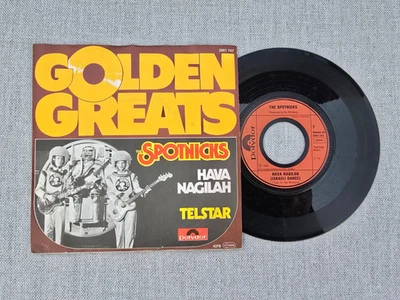 GOLDEN
GREATS
THE SPOTNICKS
HAVA
NAGILAH
TELSTAR
Polydor
THE SPOTNICKS
Polydor
HAVA NAGILAH
(ISRAELI DANCE)